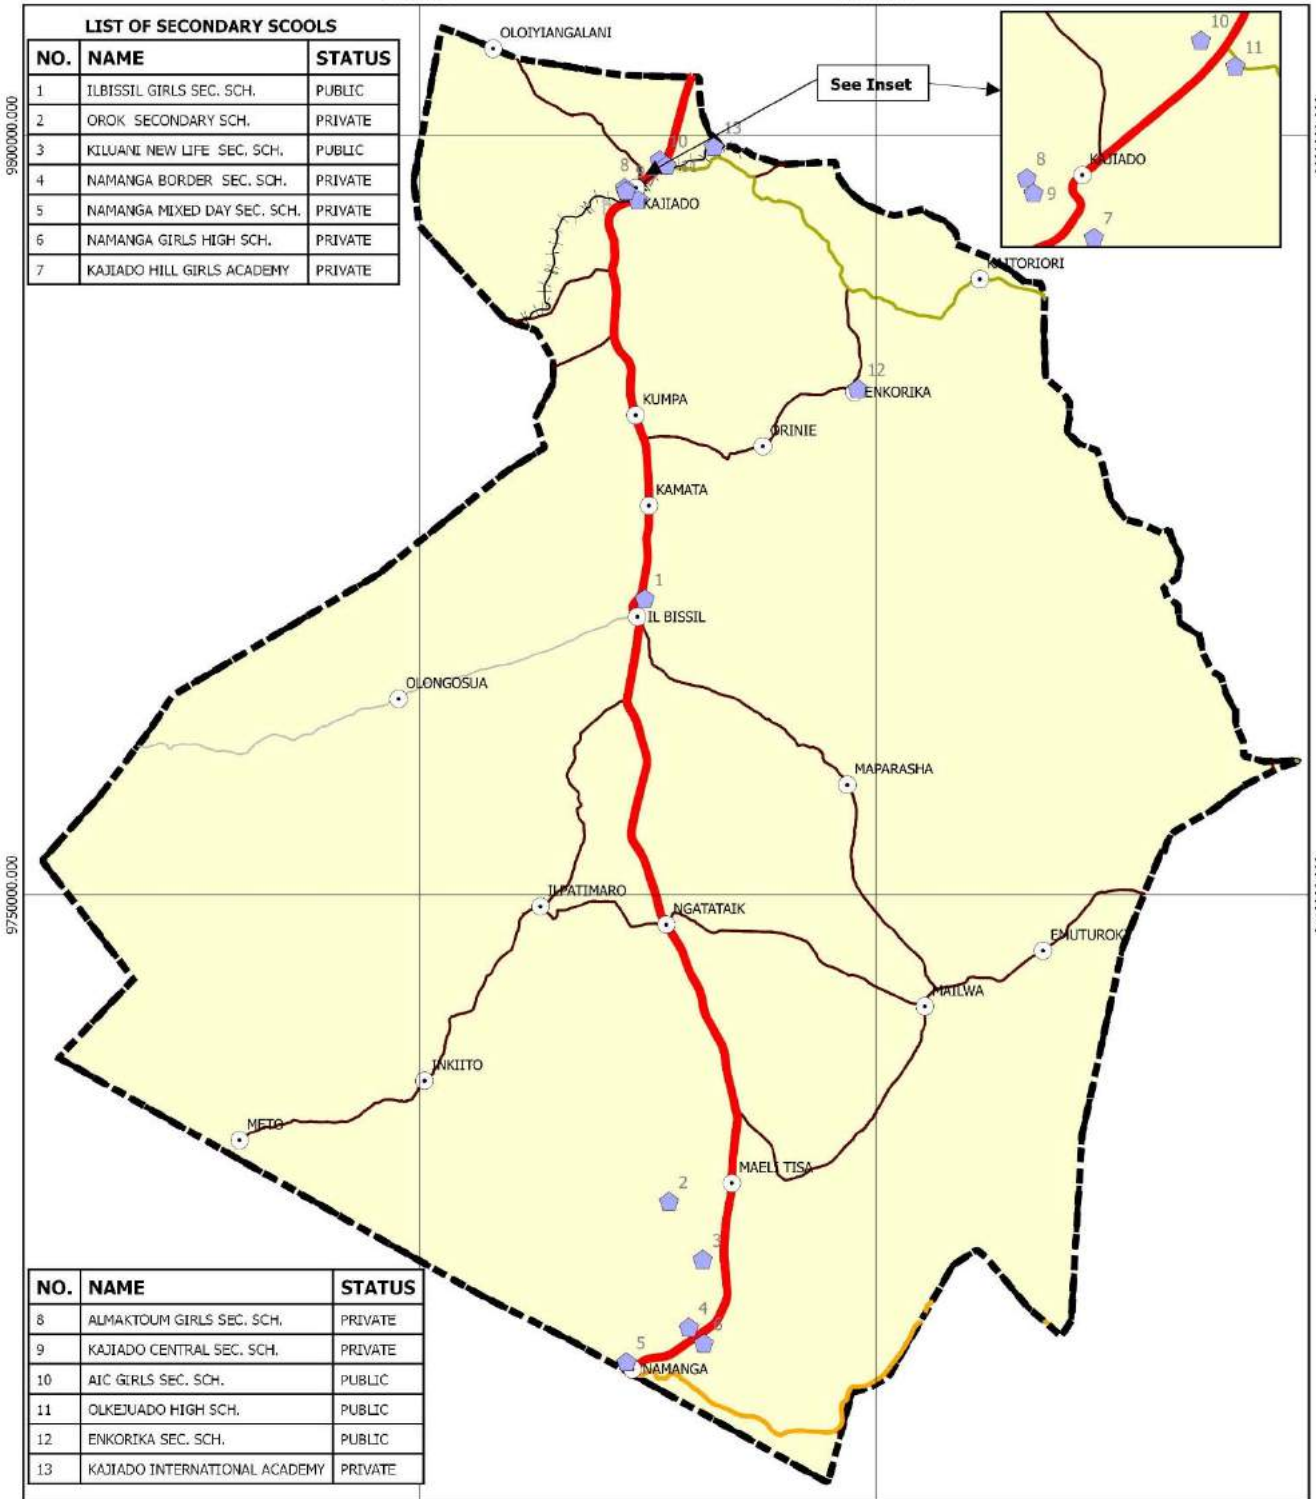 LIST OF SECONDARY SCOOLS
NO. NAME STATUS
1 ILBISSIL GIRLS SEC. SCH. PUBLIC
2 OROK SECONDARY SCH. PRIVATE
3 KILUANI NEW LIFE SEC. SCH. PUBLIC
4 NAMANGA BORDER SEC. SCH. PRIVATE
5 NAMANGA MIXED DAY SEC. SCH. PRIVATE
6 NAMANGA GIRLS HIGH SCH. PRIVATE
7 KAJIADO HILL GIRLS ACADEMY PRIVATE
OLOIYIANGALANI
See Inset
10
11
KAJIADO
8
9
7
9800000.000
13
10
11
8
KAJIADO
KAITORIORI
12
ENKORIKA
KUMPA
ORINIE
KAMATA
1
IL BISSIL
OLONGOSUA
MAPARASHA
9750000.000
ILPATIMARO
NGATATAIK
EMUTUROKI
MAILWA
INKIITO
METO
MAELI TISA
2
3
4
6
5
NAMANGA
NO. NAME STATUS
8 ALMAKTOUM GIRLS SEC. SCH. PRIVATE
9 KAJIADO CENTRAL SEC. SCH. PRIVATE
10 AIC GIRLS SEC. SCH. PUBLIC
11 OLKEJUADO HIGH SCH. PUBLIC
12 ENKORIKA SEC. SCH. PUBLIC
13 KAJIADO INTERNATIONAL ACADEMY PRIVATE